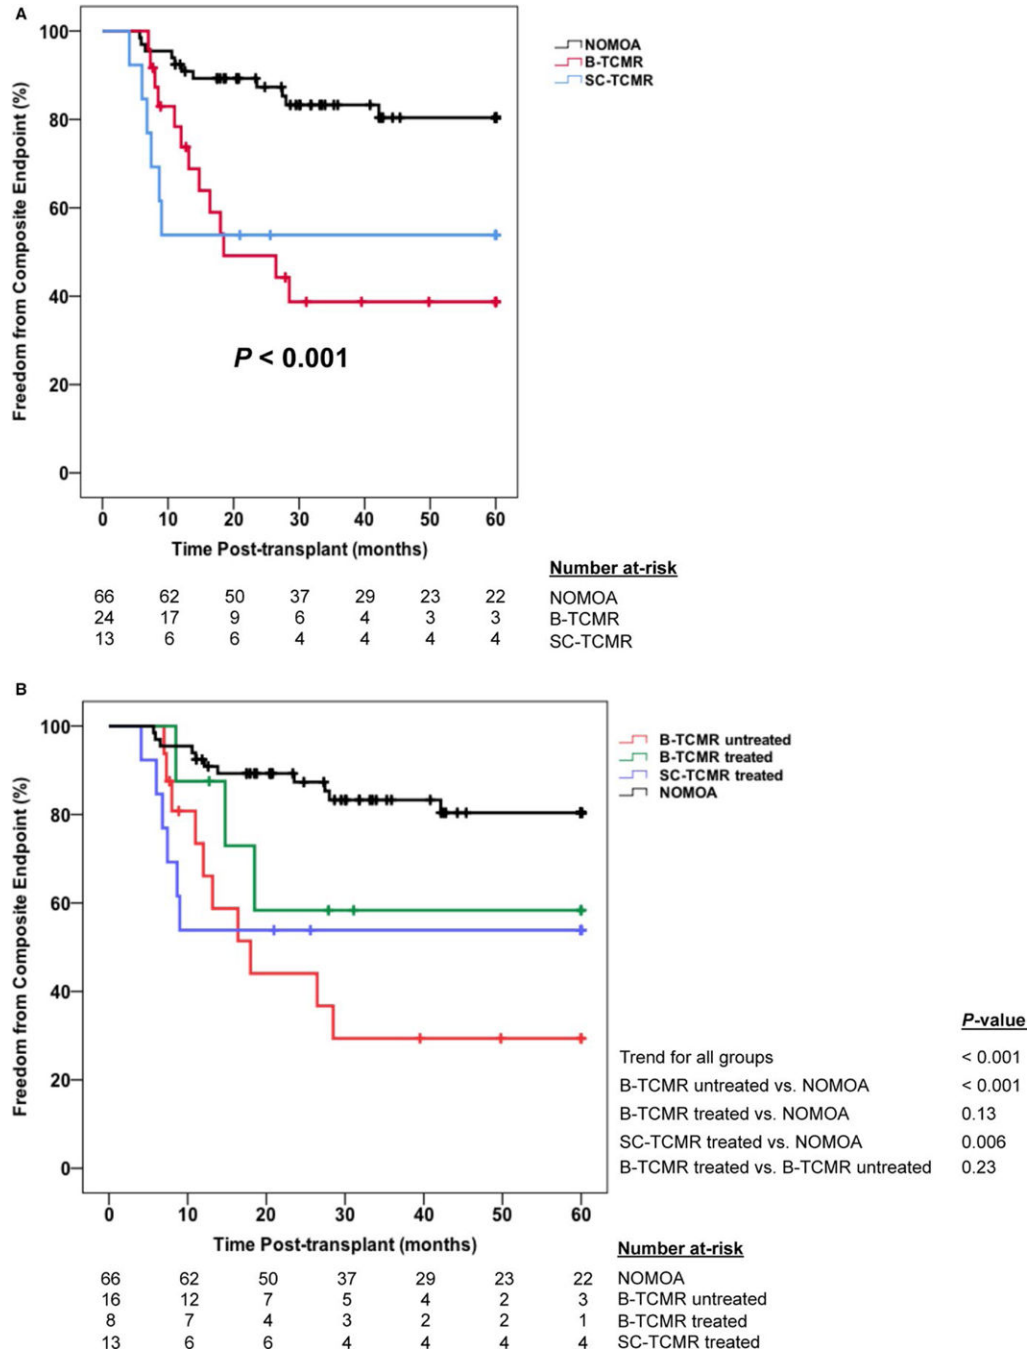 A
Freedom from Composite Endpoint (%)
100
80
60
40
20
0
NOMOA
B-TCMR
SC-TCMR
P < 0.001
0 10 20 30 40 50 60
Time Post-transplant (months)
Number at-risk
66 62 50 37 29 23 22 NOMOA
24 17 9 6 4 3 3 B-TCMR
13 6 6 4 4 4 4 SC-TCMR
B
Freedom from Composite Endpoint (%)
100
80
60
40
20
0
B-TCMR untreated
B-TCMR treated
SC-TCMR treated
NOMOA
P-value
Trend for all groups < 0.001
B-TCMR untreated vs. NOMOA < 0.001
B-TCMR treated vs. NOMOA 0.13
SC-TCMR treated vs. NOMOA 0.006
B-TCMR treated vs. B-TCMR untreated 0.23
0 10 20 30 40 50 60
Time Post-transplant (months)
Number at-risk
66 62 50 37 29 23 22 NOMOA
16 12 7 5 4 2 3 B-TCMR untreated
8 7 4 3 2 2 1 B-TCMR treated
13 6 6 4 4 4 4 SC-TCMR treated